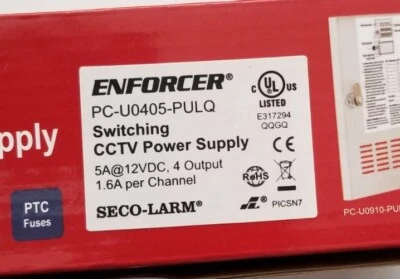 ENFORCER®
PC-U0405-PULQ
Switching
CCTV Power Supply
5A@12VDC, 4 Output
1.6A per Channel
SECO-LARM®
c UL US
LISTED
E317294
QQGQ
CE
RoHS
PICSN7
pply
PTC
Fuses
PC-U0910-PU